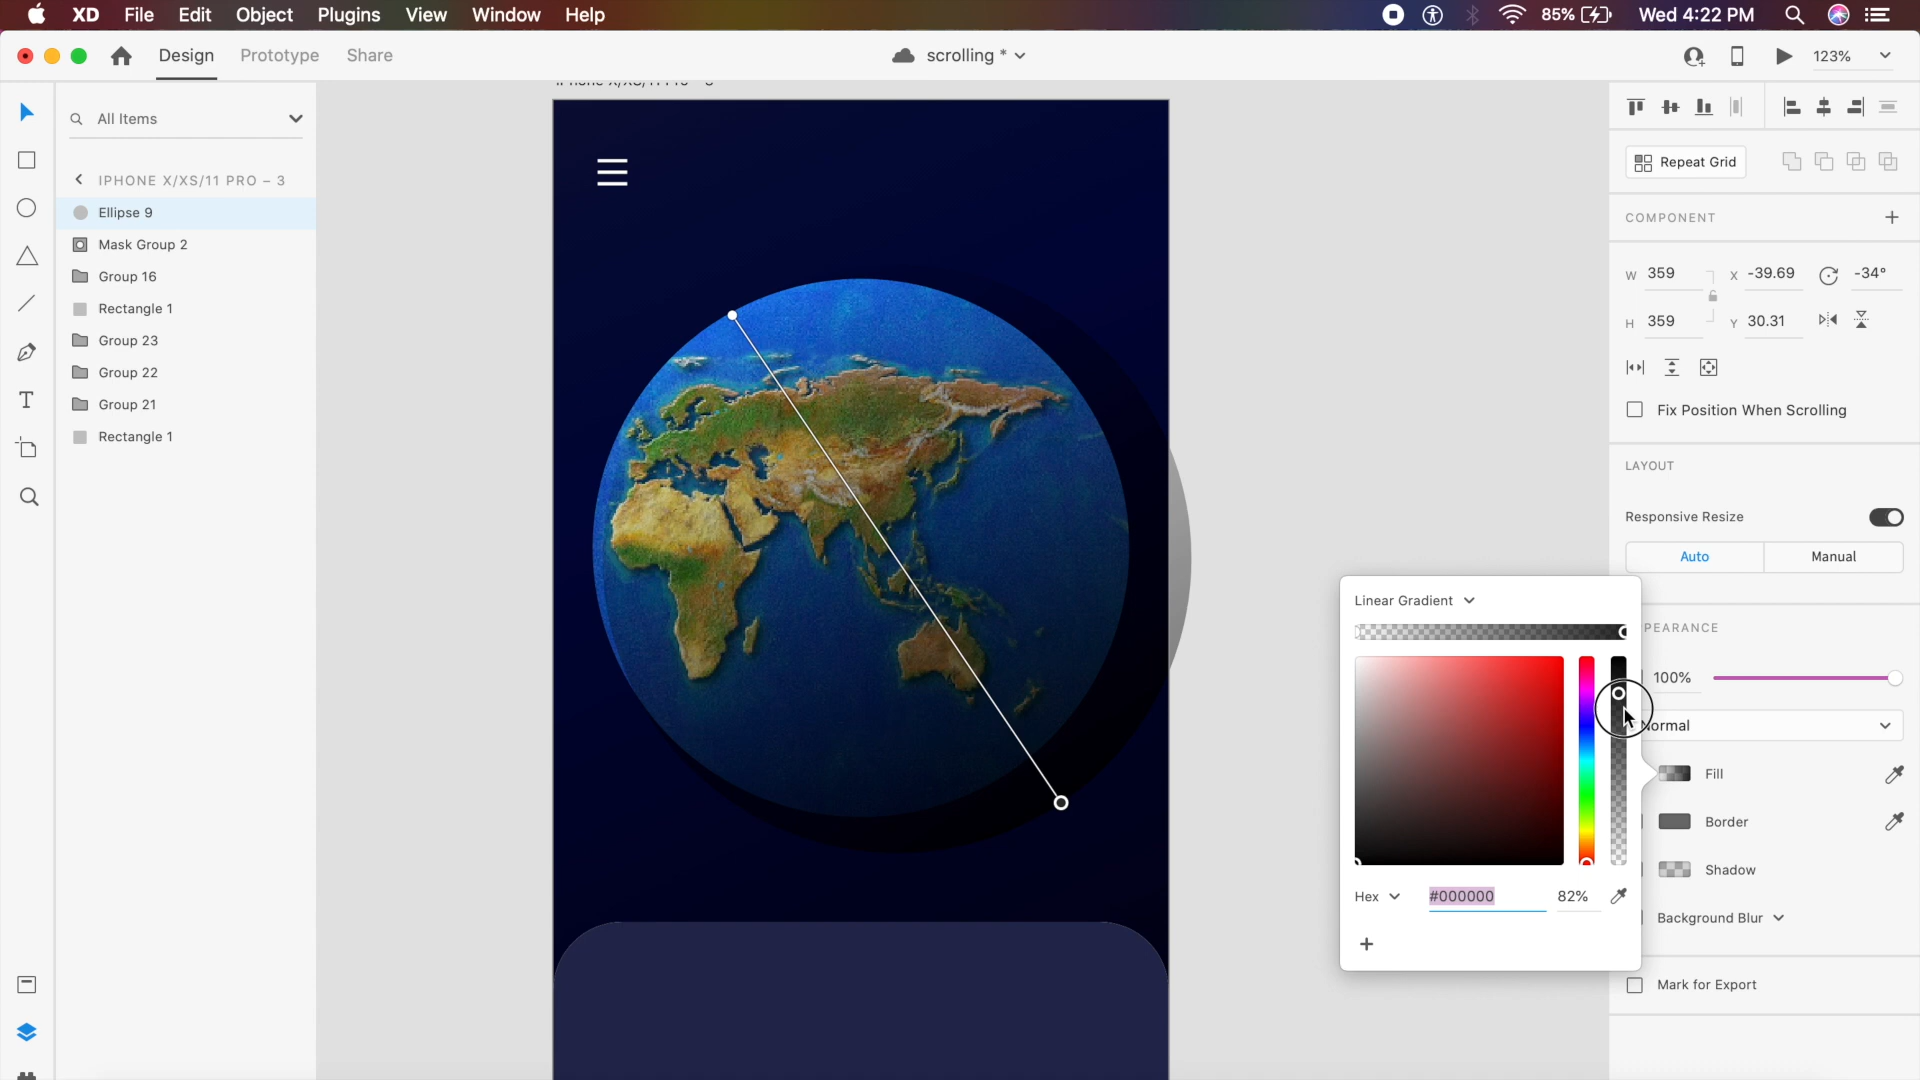 XD File Edit Object Plugins View Window Help
85% Wed 4:22 PM
Design Prototype Share
scrolling *
123%
All Items
IPHONE X/XS/11 PRO – 3
Ellipse 9
Mask Group 2
Group 16
Rectangle 1
Group 23
Group 22
Group 21
Rectangle 1
Repeat Grid
COMPONENT
W 359 X -39.69 -34°
H 359 Y 30.31
Fix Position When Scrolling
LAYOUT
Responsive Resize
Auto Manual
PEARANCE
100%
Normal
Fill
Border
Shadow
Background Blur
Mark for Export
Linear Gradient
Hex #000000 82%